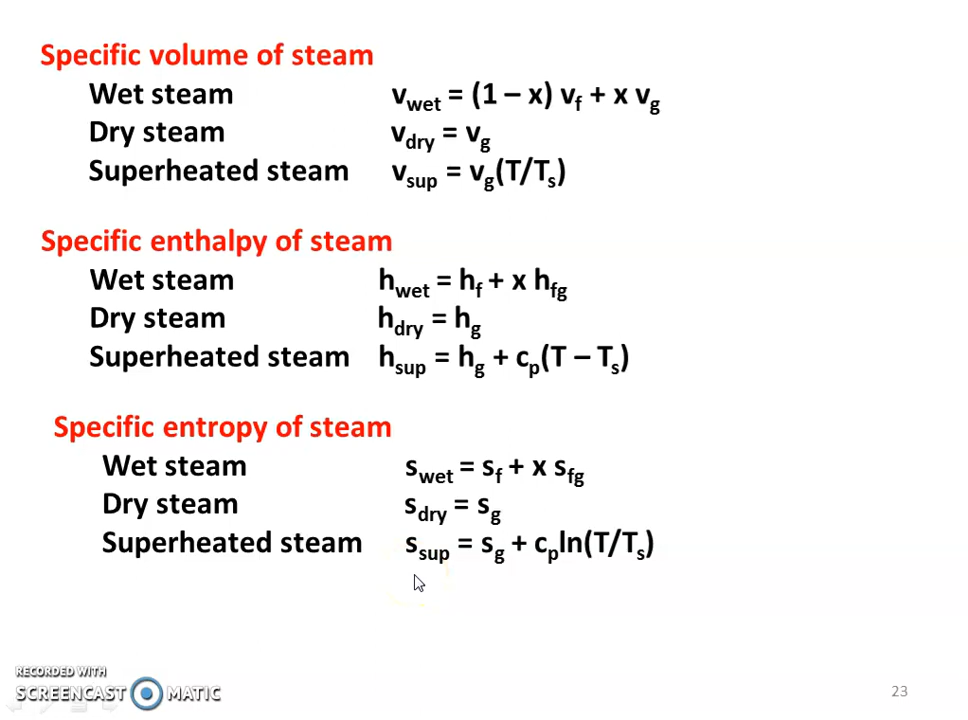 Specific volume of steam
Wet steam v_wet = (1 – x) v_f + x v_g
Dry steam v_dry = v_g
Superheated steam v_sup = v_g(T/T_s)
Specific enthalpy of steam
Wet steam h_wet = h_f + x h_fg
Dry steam h_dry = h_g
Superheated steam h_sup = h_g + c_p(T – T_s)
Specific entropy of steam
Wet steam s_wet = s_f + x s_fg
Dry steam s_dry = s_g
Superheated steam s_sup = s_g + c_pln(T/T_s)
RECORDED WITH
SCREENCAST MATIC
23